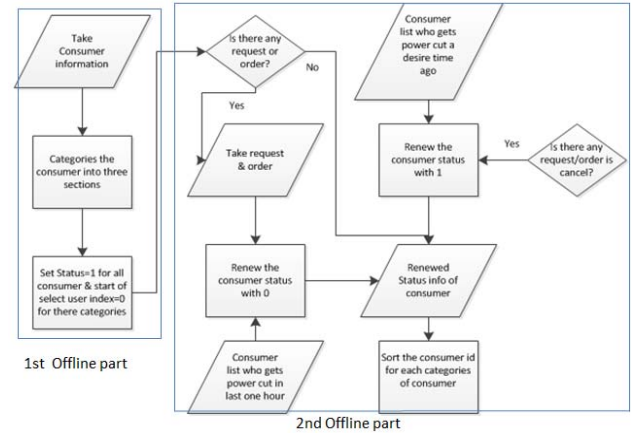 Take
Consumer
information
Categories the
consumer into three
sections
Set Status=1 for all
consumer & start of
select user index=0
for there categories
1st Offline part
Is there any
request or
order?
No
Yes
Take request
& order
Renew the
consumer status
with 0
Consumer
list who gets
power cut in
last one hour
Consumer
list who gets
power cut a
desire time
ago
Renew the
consumer status
with 1
Yes
Is there any
request/order is
cancel?
Renewed
Status info of
consumer
Sort the consumer id
for each categories
of consumer
2nd Offline part